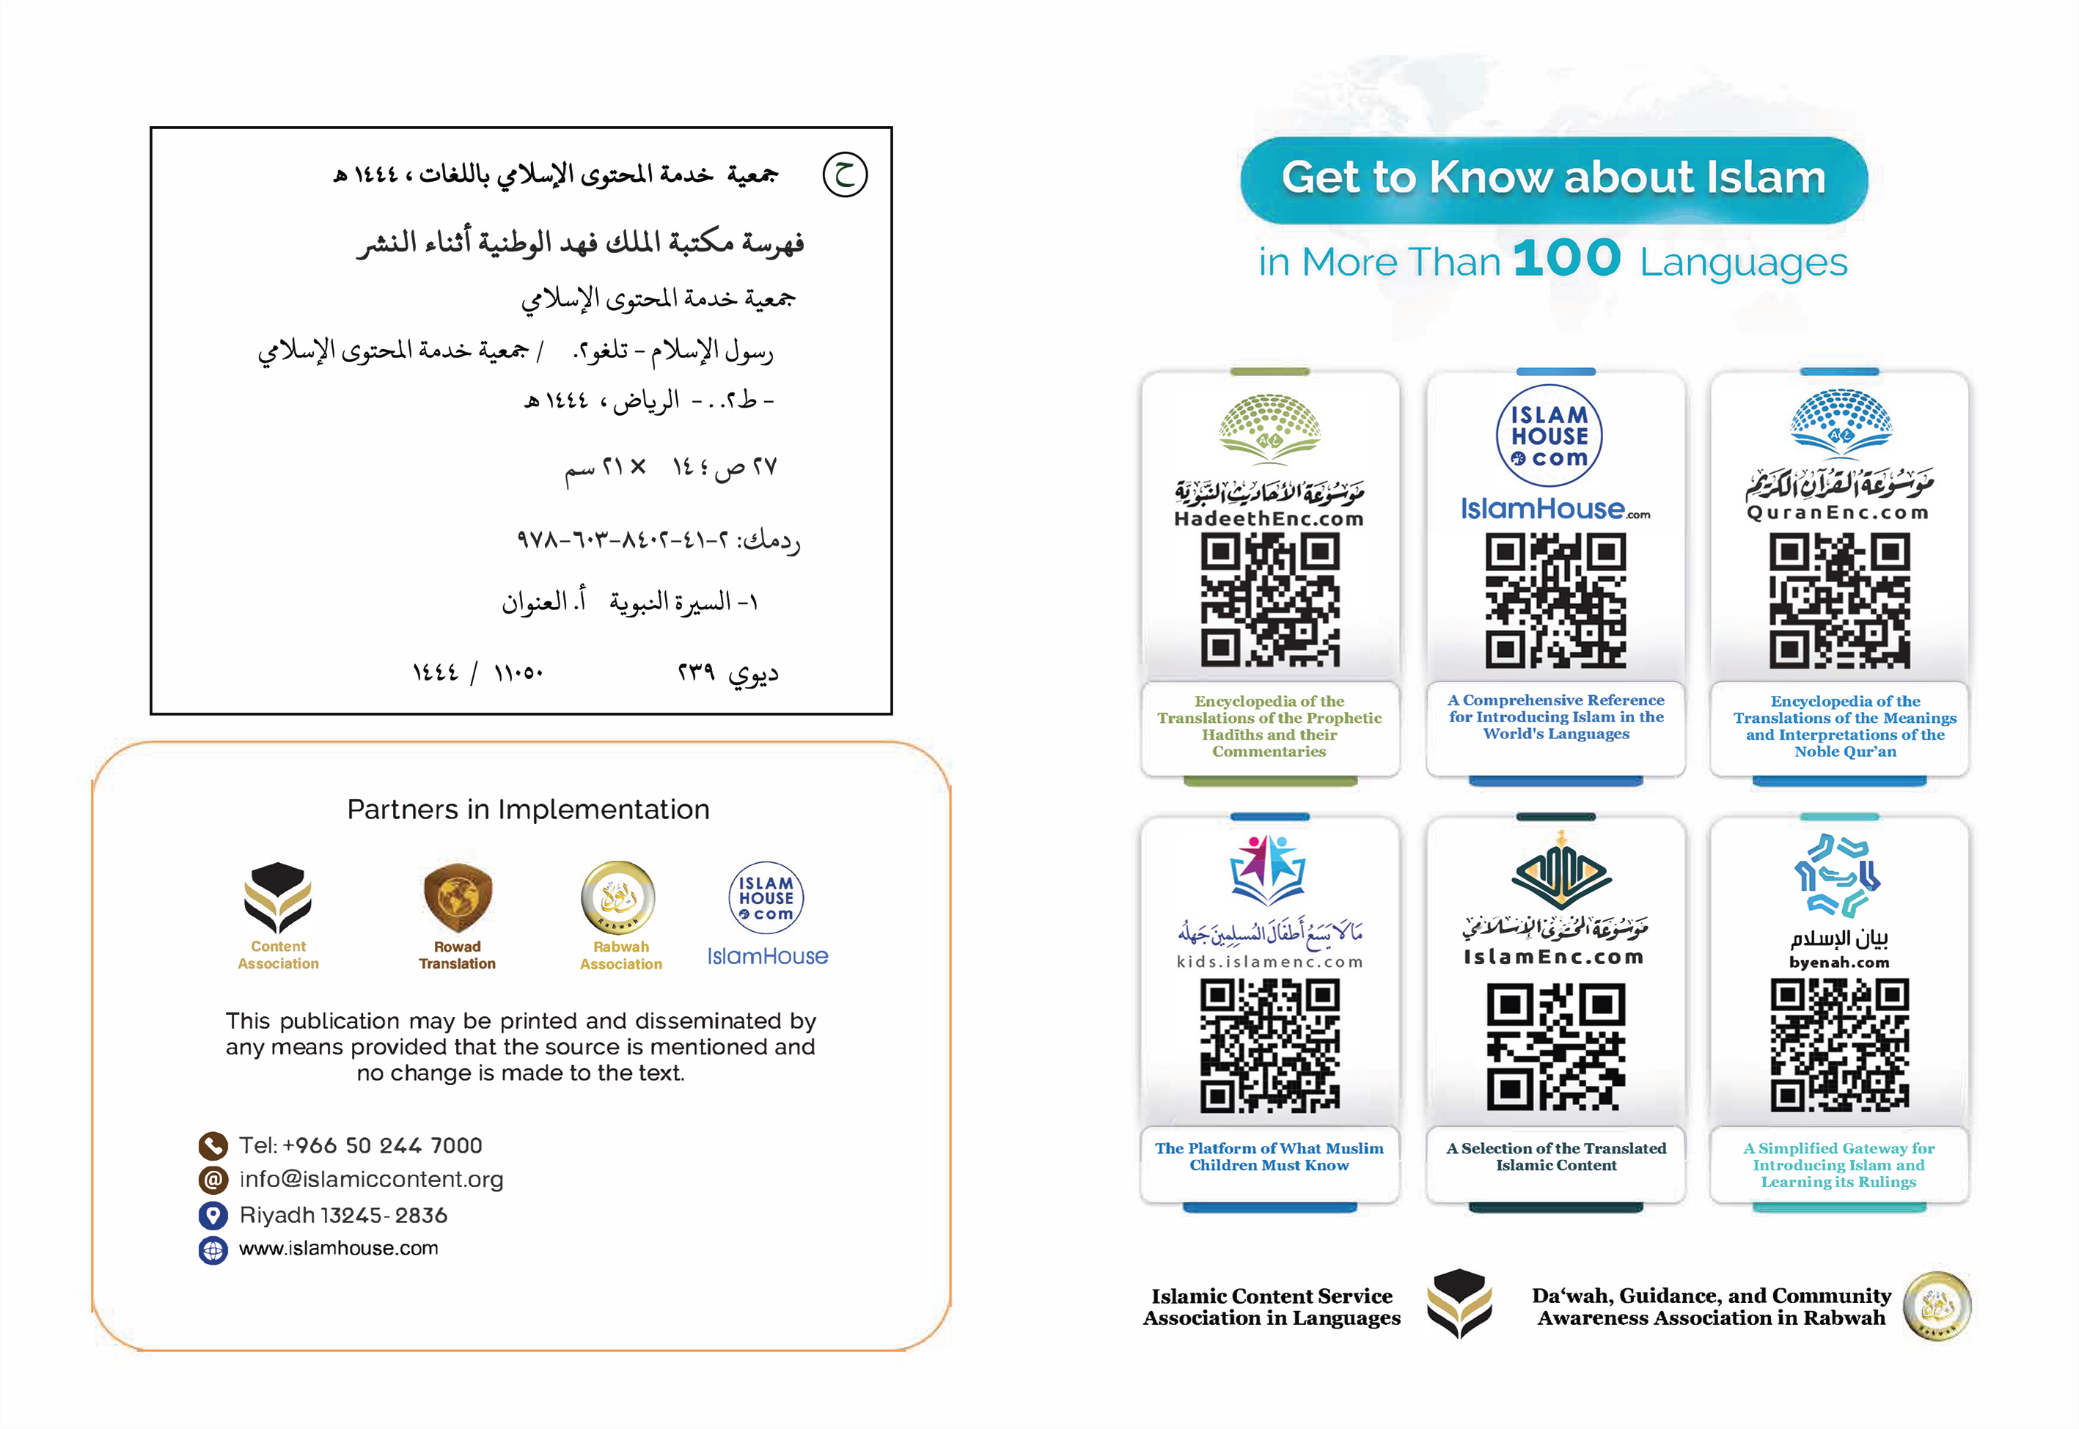 ح
جمعية خدمة المحتوى الإسلامي باللغات ، ١٤٤٤ هـ
فهرسة مكتبة الملك فهد الوطنية أثناء النشر
جمعية خدمة المحتوى الإسلامي
رسول الإسلام - تلغو٢. / جمعية خدمة المحتوى الإسلامي
- ط٢. .- الرياض ، ١٤٤٤ هـ
٢٧ ص ؛ ١٤ × ٢١ سم
ردمك: ٢-٤١-٨٤٠٢-٦٠٣-٩٧٨
١- السيرة النبوية أ. العنوان
ديوي ٢٣٩ ١١٠٥٠ / ١٤٤٤
Partners in Implementation
Content
Association
Rowad
Translation
Rabwah
Rabwah
Association
ISLAM
HOUSE
com
IslamHouse
This publication may be printed and disseminated by
any means provided that the source is mentioned and
no change is made to the text.
Tel: +966 50 244 7000
info@islamiccontent.org
Riyadh 13245- 2836
www.islamhouse.com
Get to Know about Islam
in More Than 100 Languages
موسوعة الأحاديث النبوية
HadeethEnc.com
Encyclopedia of the
Translations of the Prophetic
Hadīths and their
Commentaries
ISLAM
HOUSE
com
IslamHouse.com
A Comprehensive Reference
for Introducing Islam in the
World's Languages
موسوعة القرآن الكريم
QuranEnc.com
Encyclopedia of the
Translations of the Meanings
and Interpretations of the
Noble Qur'an
مَا لَا يَسَعُ أَطْفَالَ المُسلِمِينَ جَهلُه
kids.islamenc.com
The Platform of What Muslim
Children Must Know
موسوعة المحتوى الإسلامي
IslamEnc.com
A Selection of the Translated
Islamic Content
بيان الإسلام
byenah.com
A Simplified Gateway for
Introducing Islam and
Learning its Rulings
Islamic Content Service
Association in Languages
Da‘wah, Guidance, and Community
Awareness Association in Rabwah
Rabwah